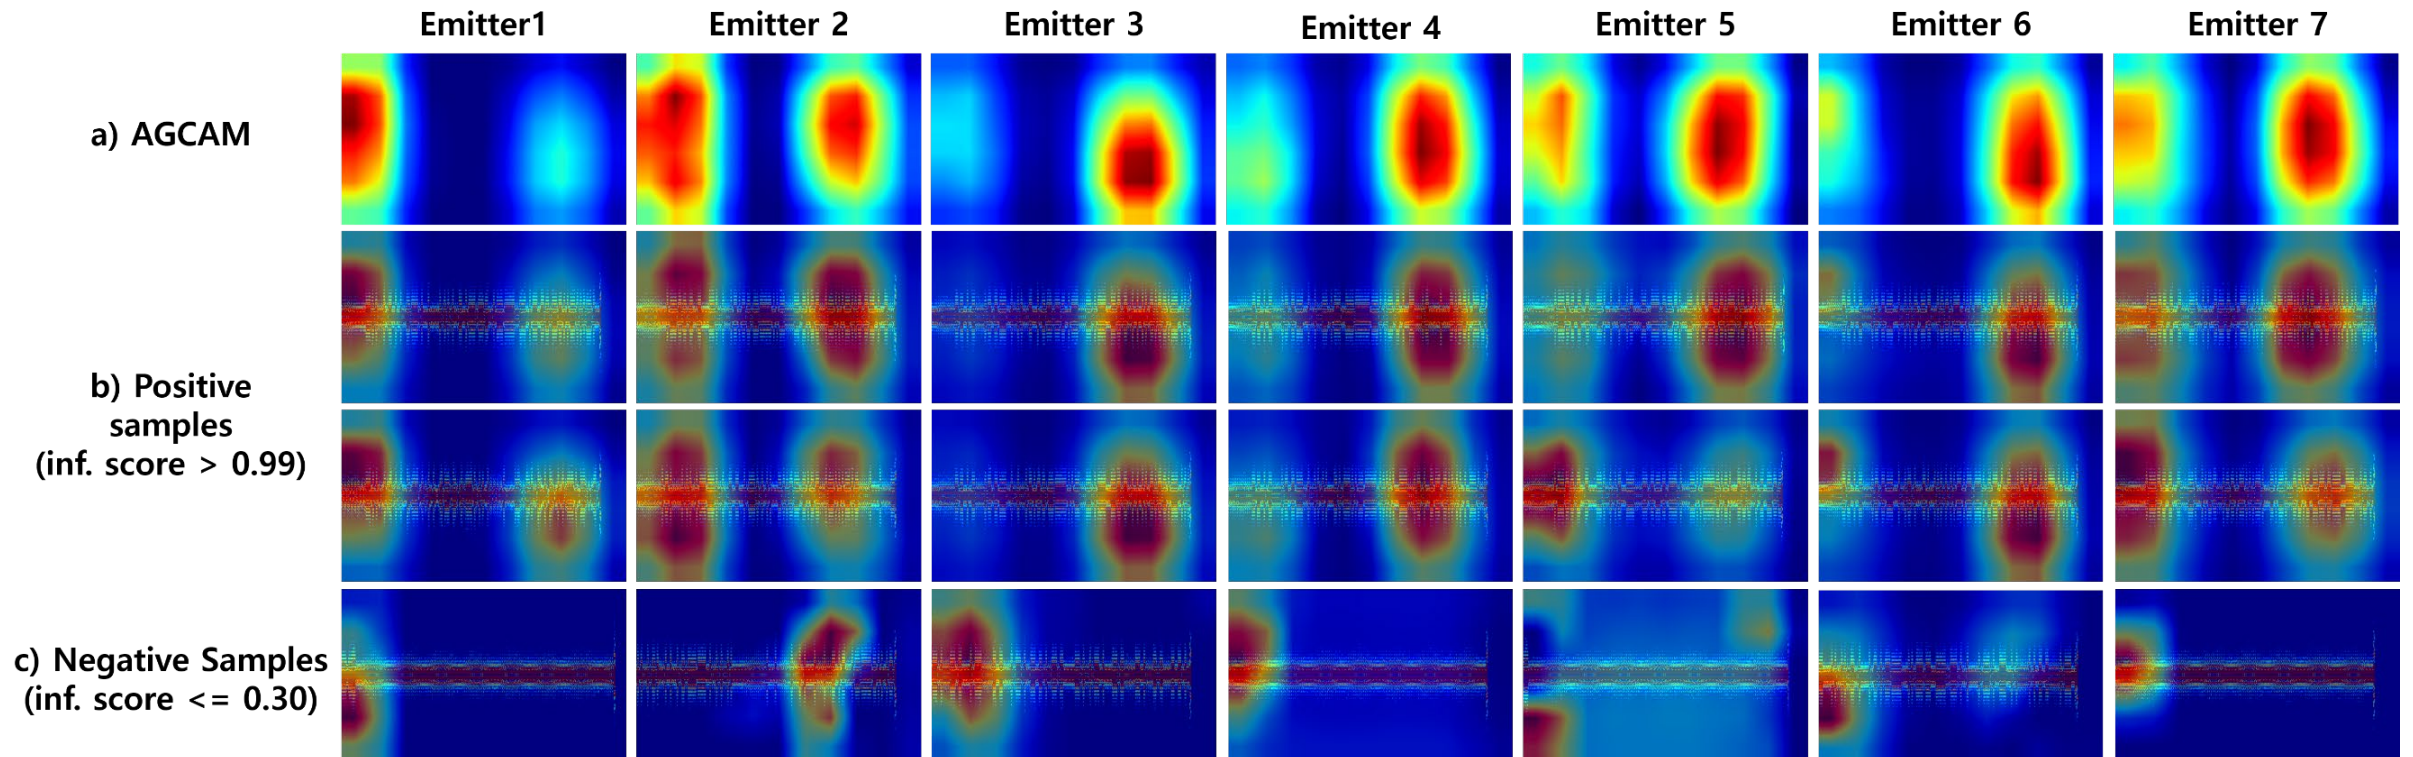 Emitter1 Emitter 2 Emitter 3 Emitter 4 Emitter 5 Emitter 6 Emitter 7
a) AGCAM
b) Positive
samples
(inf. score > 0.99)
c) Negative Samples
(inf. score <= 0.30)